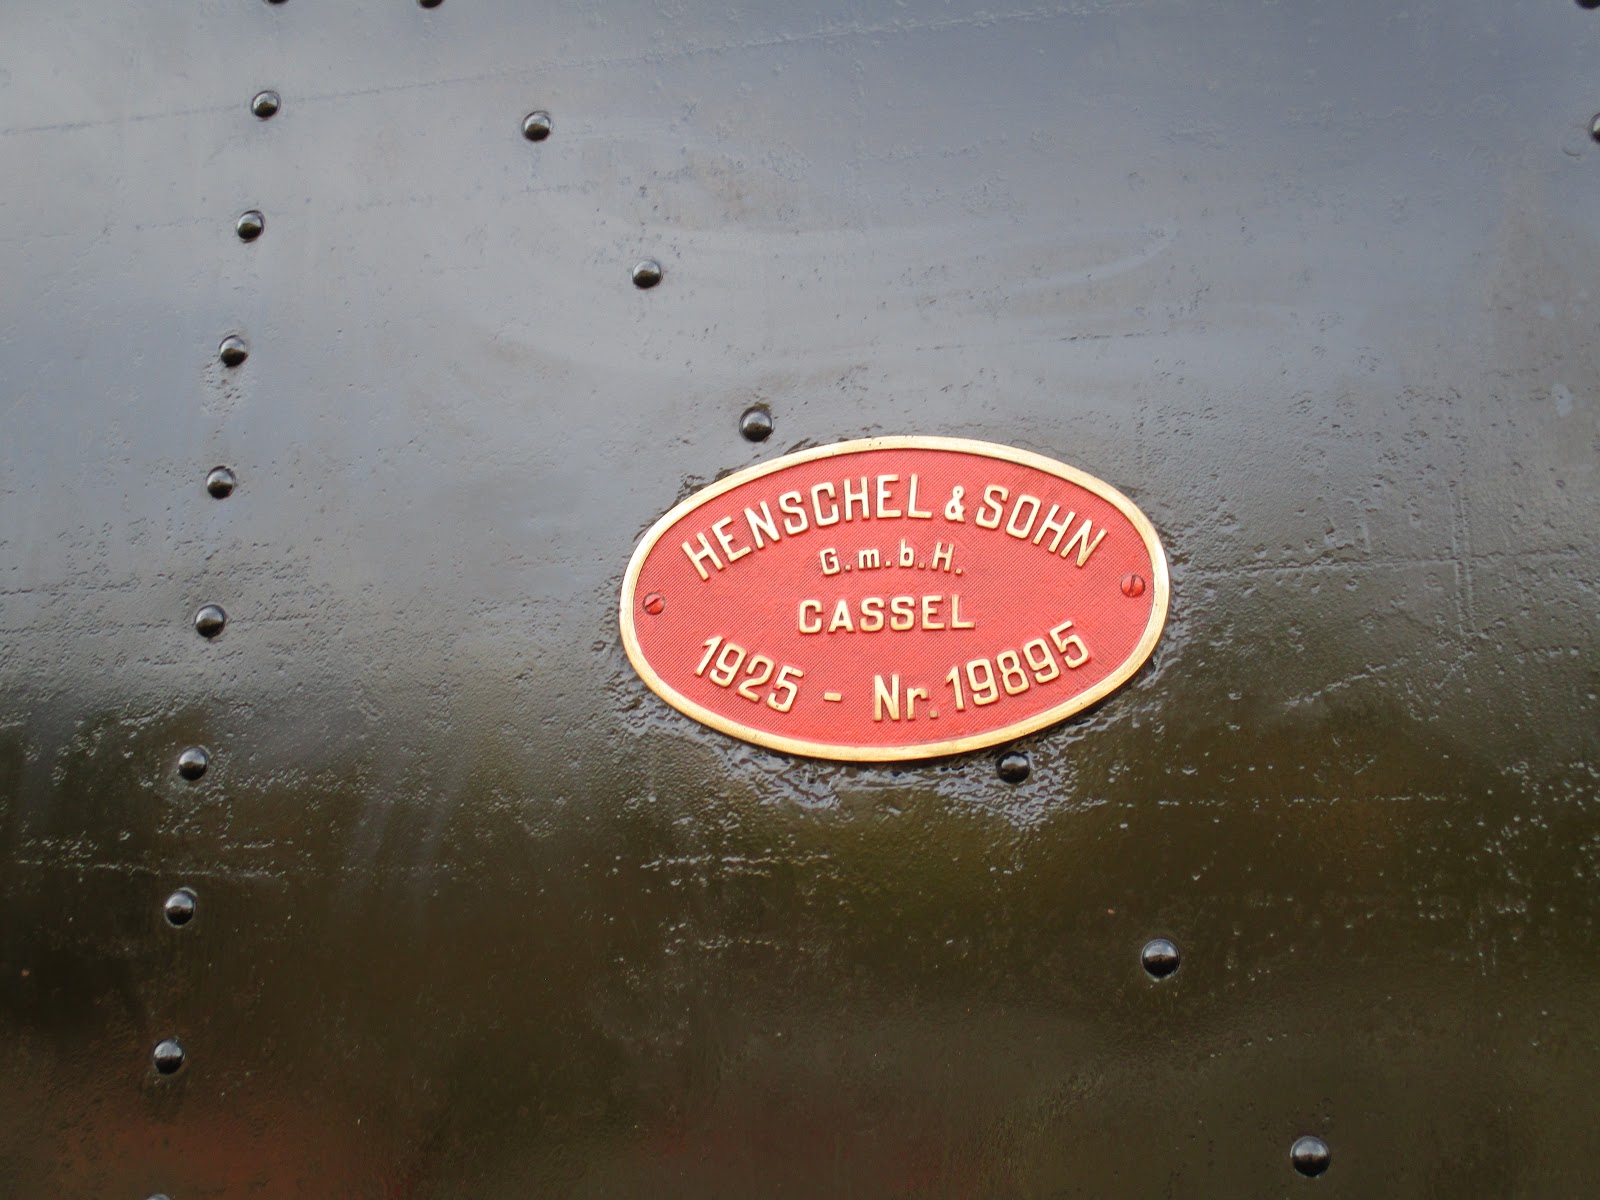 HENSCHEL & SOHN
G.m.b.H.
CASSEL
1925 - Nr. 19895